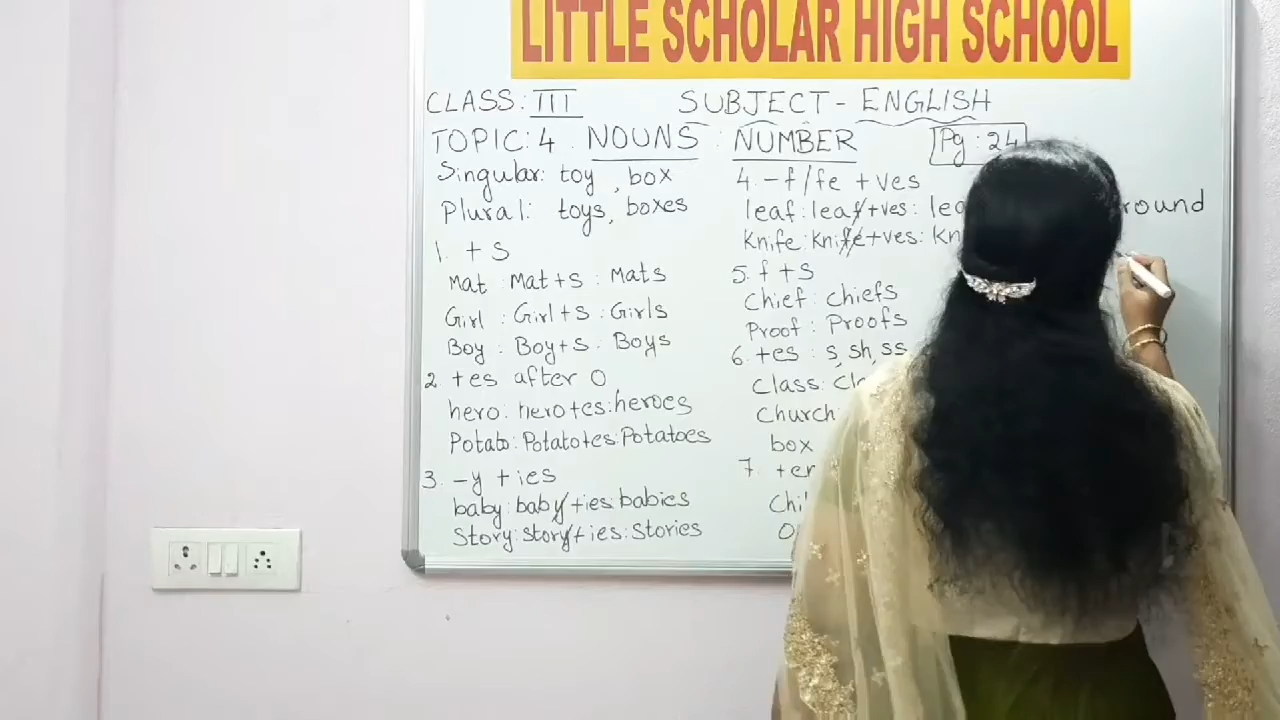 LITTLE SCHOLAR HIGH SCHOOL
CLASS: III SUBJECT - ENGLISH
TOPIC: 4. NOUNS: NUMBER Pg: 24
Singular: toy, box
Plural: toys, boxes
1. + s
Mat: Mat+s: Mats
Girl: Girl+s: Girls
Boy: Boy+s: Boys
2. +es after o
hero: hero+es: heroes
Potato: Potato+es: Potatoes
3. -y +ies
baby: baby+ies: babies
Story: story+ies: Stories
4. -f/fe +ves
leaf: leaf+ves:
Knife: knife+ves:
5. f +s
Chief: chiefs
Proof: Proofs
6. +es: s, sh, ss
Class:
Church:
box
7.